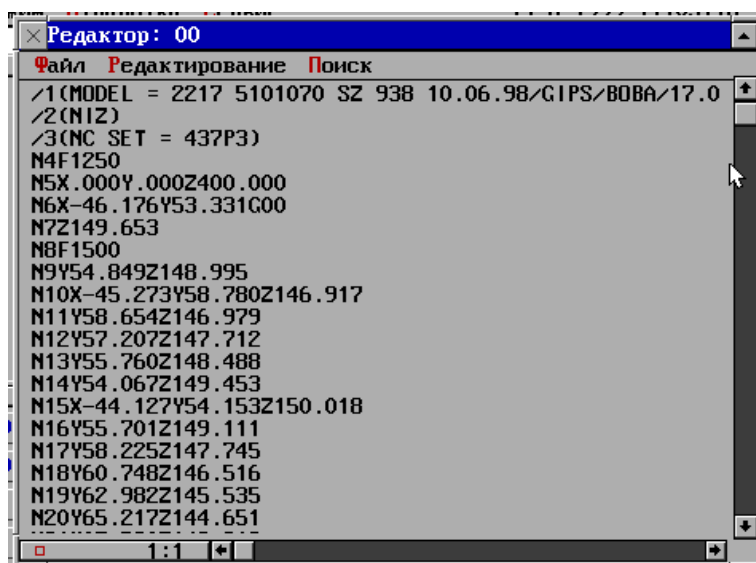 Редактор: 00
Файл Редактирование Поиск
/1(MODEL = 2217 5101070 SZ 938 10.06.98/GIPS/BOBA/17.0
/2(NIZ)
/3(NC SET = 437P3)
N4F1250
N5X.000Y.000Z400.000
N6X-46.176Y53.331G00
N7Z149.653
N8F1500
N9Y54.849Z148.995
N10X-45.273Y58.780Z146.917
N11Y58.654Z146.979
N12Y57.207Z147.712
N13Y55.760Z148.488
N14Y54.067Z149.453
N15X-44.127Y54.153Z150.018
N16Y55.701Z149.111
N17Y58.225Z147.745
N18Y60.748Z146.516
N19Y62.982Z145.535
N20Y65.217Z144.651
1:1